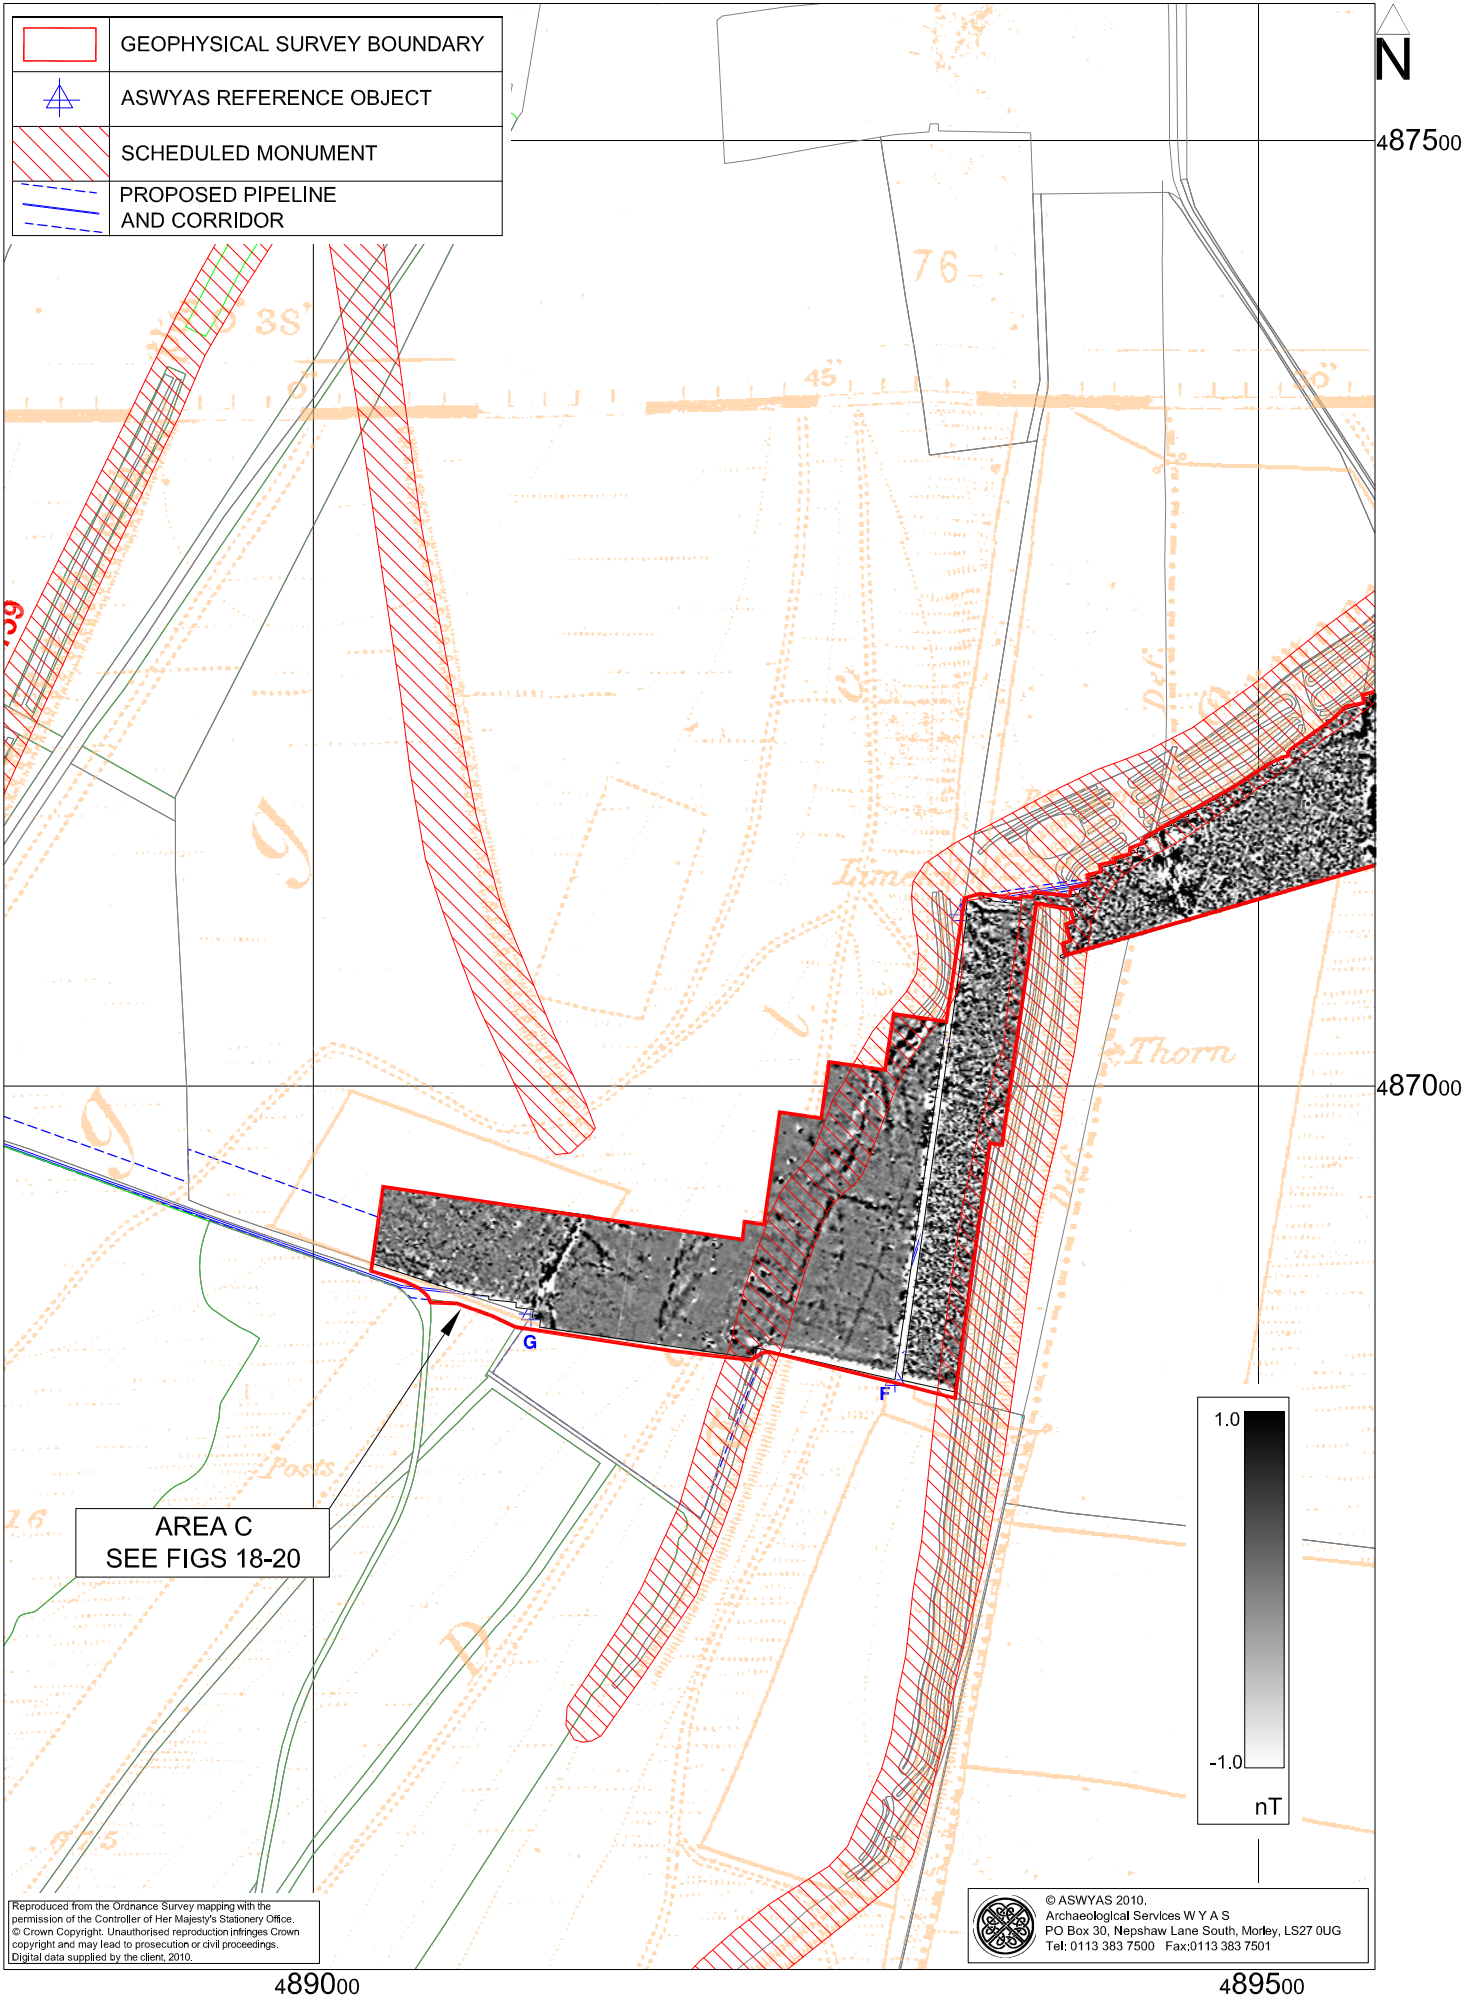 GEOPHYSICAL SURVEY BOUNDARY
ASWYAS REFERENCE OBJECT
SCHEDULED MONUMENT
PROPOSED PIPELINE
AND CORRIDOR
N
487500
76
38'
45"
Def.
Thorn
487000
G
F
Posts
16
D
AREA C
SEE FIGS 18-20
1.0
-1.0
nT
Reproduced from the Ordnance Survey mapping with the
permission of the Controller of Her Majesty's Stationery Office.
© Crown Copyright. Unauthorised reproduction infringes Crown
copyright and may lead to prosecution or civil proceedings.
Digital data supplied by the client, 2010.
© ASWYAS 2010.
Archaeological Services W Y A S
PO Box 30, Nepshaw Lane South, Morley, LS27 0UG
Tel: 0113 383 7500 Fax:0113 383 7501
489000
489500